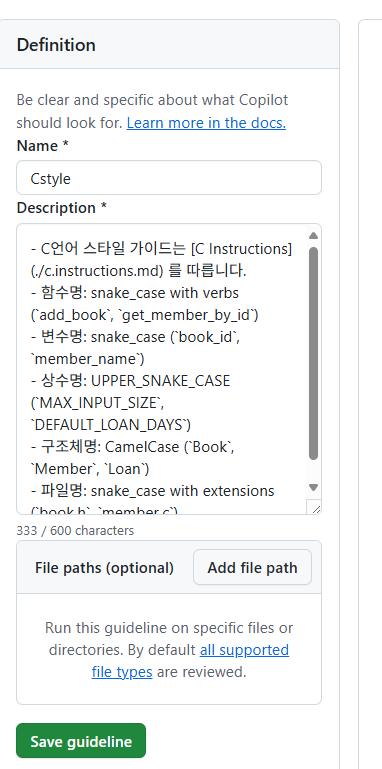 Definition
Be clear and specific about what Copilot
should look for. Learn more in the docs.
Name *
Cstyle
Description *
- C언어 스타일 가이드는 [C Instructions]
(./c.instructions.md) 를 따릅니다.
- 함수명: snake_case with verbs
(`add_book`, `get_member_by_id`)
- 변수명: snake_case (`book_id`,
`member_name`)
- 상수명: UPPER_SNAKE_CASE
(`MAX_INPUT_SIZE`,
`DEFAULT_LOAN_DAYS`)
- 구조체명: CamelCase (`Book`,
`Member`, `Loan`)
- 파일명: snake_case with extensions
(`book.h`, `member.c`)
333 / 600 characters
File paths (optional)
Add file path
Run this guideline on specific files or
directories. By default all supported
file types are reviewed.
Save guideline